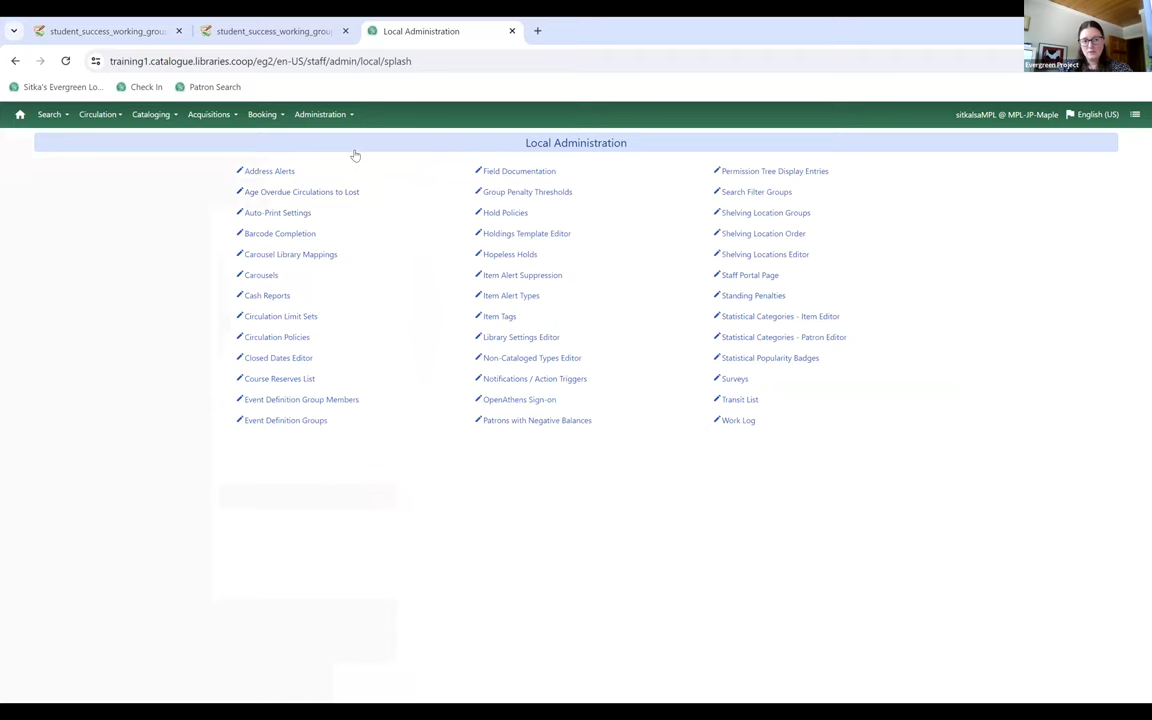 student_success_working_grou
student_success_working_grou
Local Administration
training1.catalogue.libraries.coop/eg2/en-US/staff/admin/local/splash
Sitka's Evergreen Lo...
Check In
Patron Search
Search
Circulation
Cataloging
Acquisitions
Booking
Administration
sitkalsaMPL @ MPL-JP-Maple
English (US)
Evergreen Project
Local Administration
Address Alerts
Age Overdue Circulations to Lost
Auto-Print Settings
Barcode Completion
Carousel Library Mappings
Carousels
Cash Reports
Circulation Limit Sets
Circulation Policies
Closed Dates Editor
Course Reserves List
Event Definition Group Members
Event Definition Groups
Field Documentation
Group Penalty Thresholds
Hold Policies
Holdings Template Editor
Hopeless Holds
Item Alert Suppression
Item Alert Types
Item Tags
Library Settings Editor
Non-Cataloged Types Editor
Notifications / Action Triggers
OpenAthens Sign-on
Patrons with Negative Balances
Permission Tree Display Entries
Search Filter Groups
Shelving Location Groups
Shelving Location Order
Shelving Locations Editor
Staff Portal Page
Standing Penalties
Statistical Categories - Item Editor
Statistical Categories - Patron Editor
Statistical Popularity Badges
Surveys
Transit List
Work Log